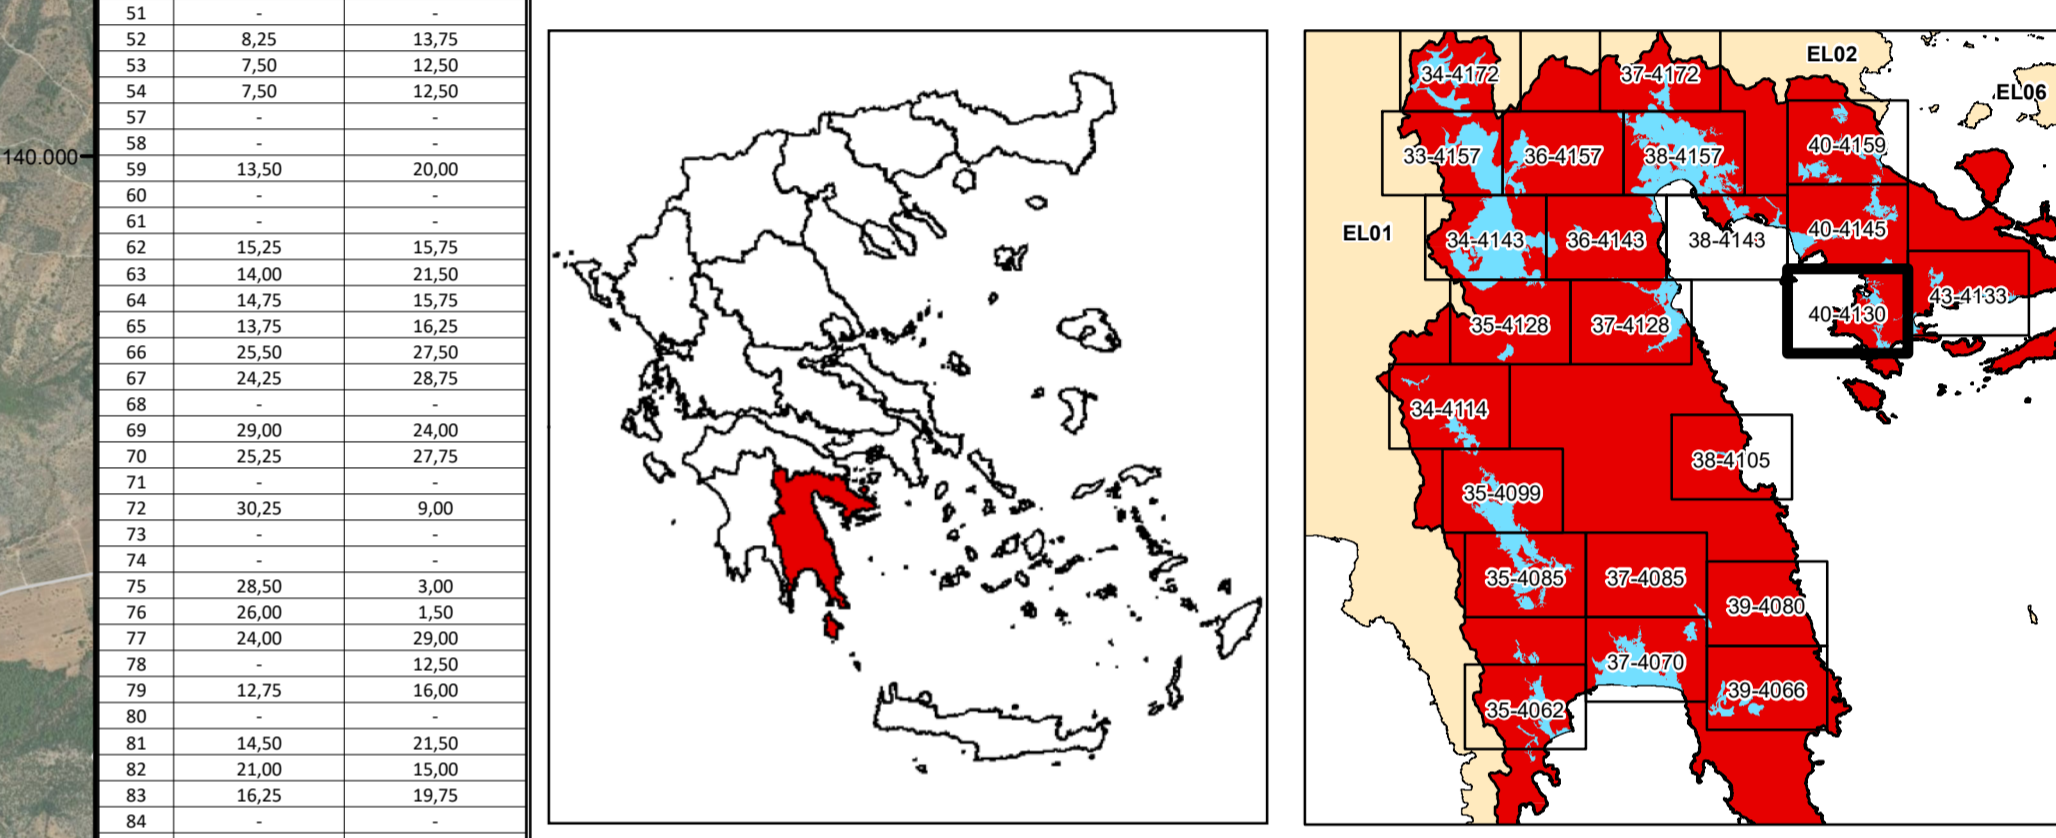 140.000
51 - -
52 8,25 13,75
53 7,50 12,50
54 7,50 12,50
57 - -
58 - -
59 13,50 20,00
60 - -
61 - -
62 15,25 15,75
63 14,00 21,50
64 14,75 15,75
65 13,75 16,25
66 25,50 27,50
67 24,25 28,75
68 - -
69 29,00 24,00
70 25,25 27,75
71 - -
72 30,25 9,00
73 - -
74 - -
75 28,50 3,00
76 26,00 1,50
77 24,00 29,00
78 - 12,50
79 12,75 16,00
80 - -
81 14,50 21,50
82 21,00 15,00
83 16,25 19,75
84 - -
EL02
34-4172 37-4172
EL06
33-4157 36-4157 38-4157 40-4159
EL01
34-4143 36-4143 38-4143 40-4145
35-4128 37-4128 40-4130 43-4133
34-4114
38-4105
35-4099
35-4085 37-4085
39-4080
37-4070
39-4066
35-4062